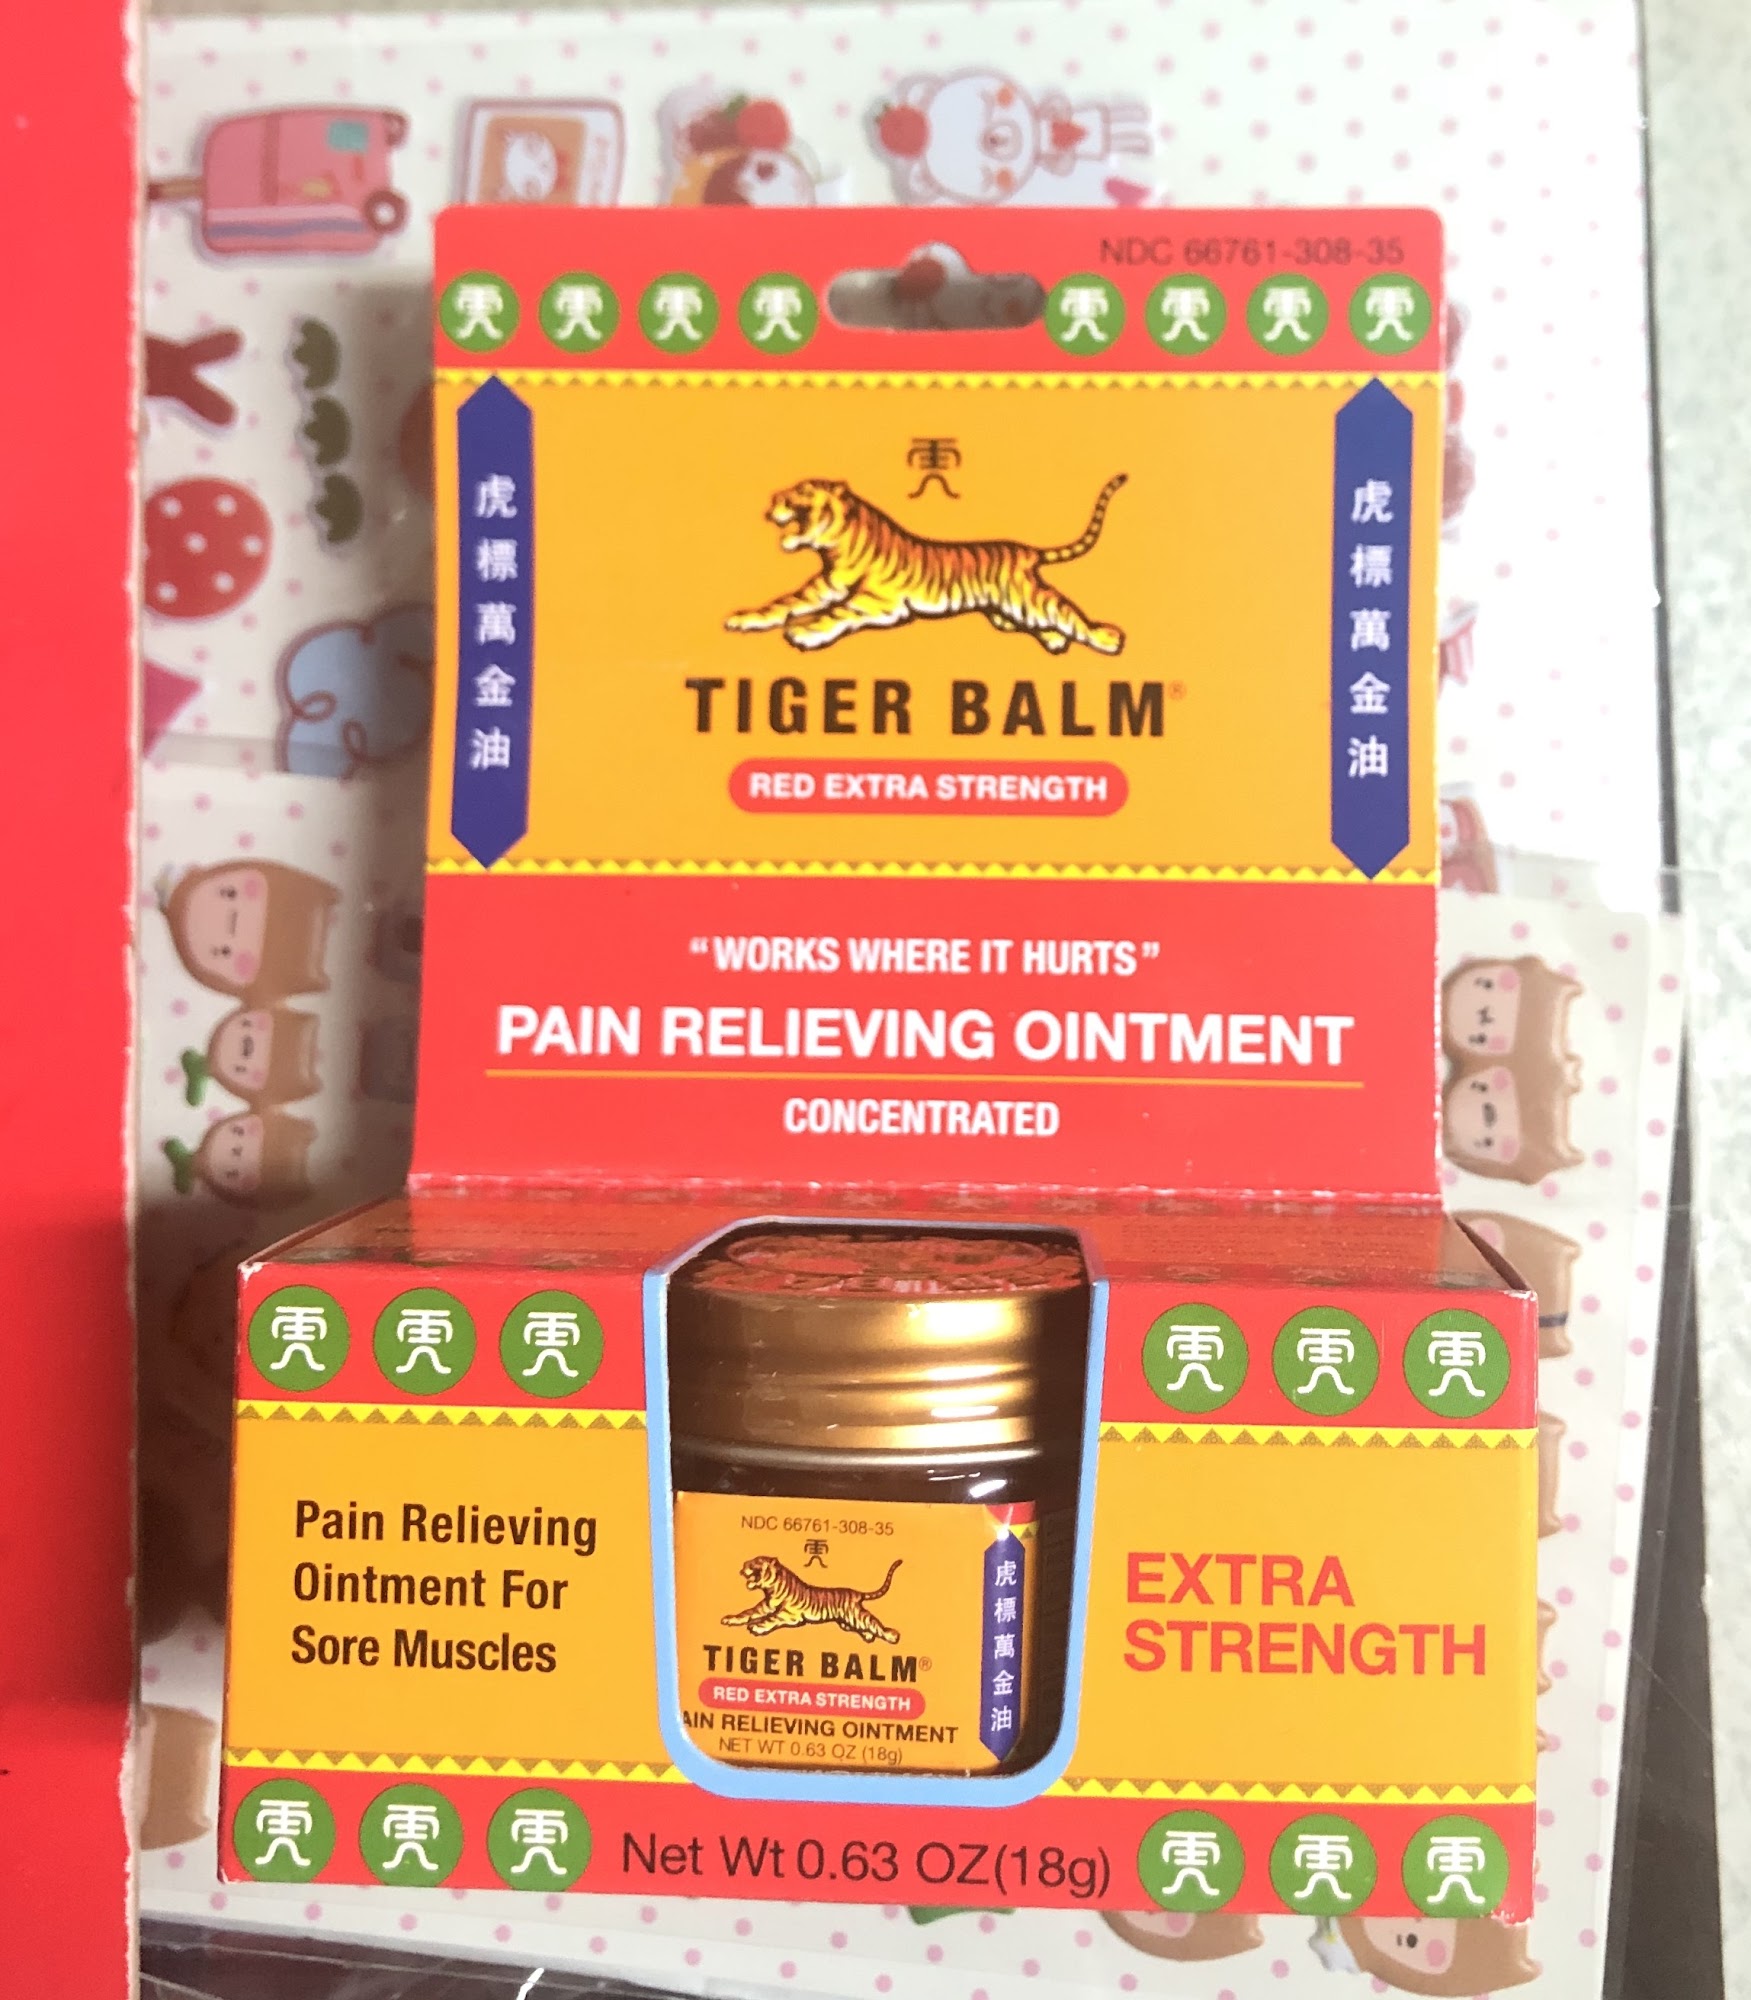 NDC 66761-308-35
虎標萬金油
虎標萬金油
TIGER BALM®
RED EXTRA STRENGTH
"WORKS WHERE IT HURTS"
PAIN RELIEVING OINTMENT
CONCENTRATED
Pain Relieving
Ointment For
Sore Muscles
NDC 66761-308-35
TIGER BALM®
RED EXTRA STRENGTH
AIN RELIEVING OINTMENT
NET WT 0.63 OZ (18g)
虎標萬金油
EXTRA
STRENGTH
Net Wt 0.63 OZ(18g)